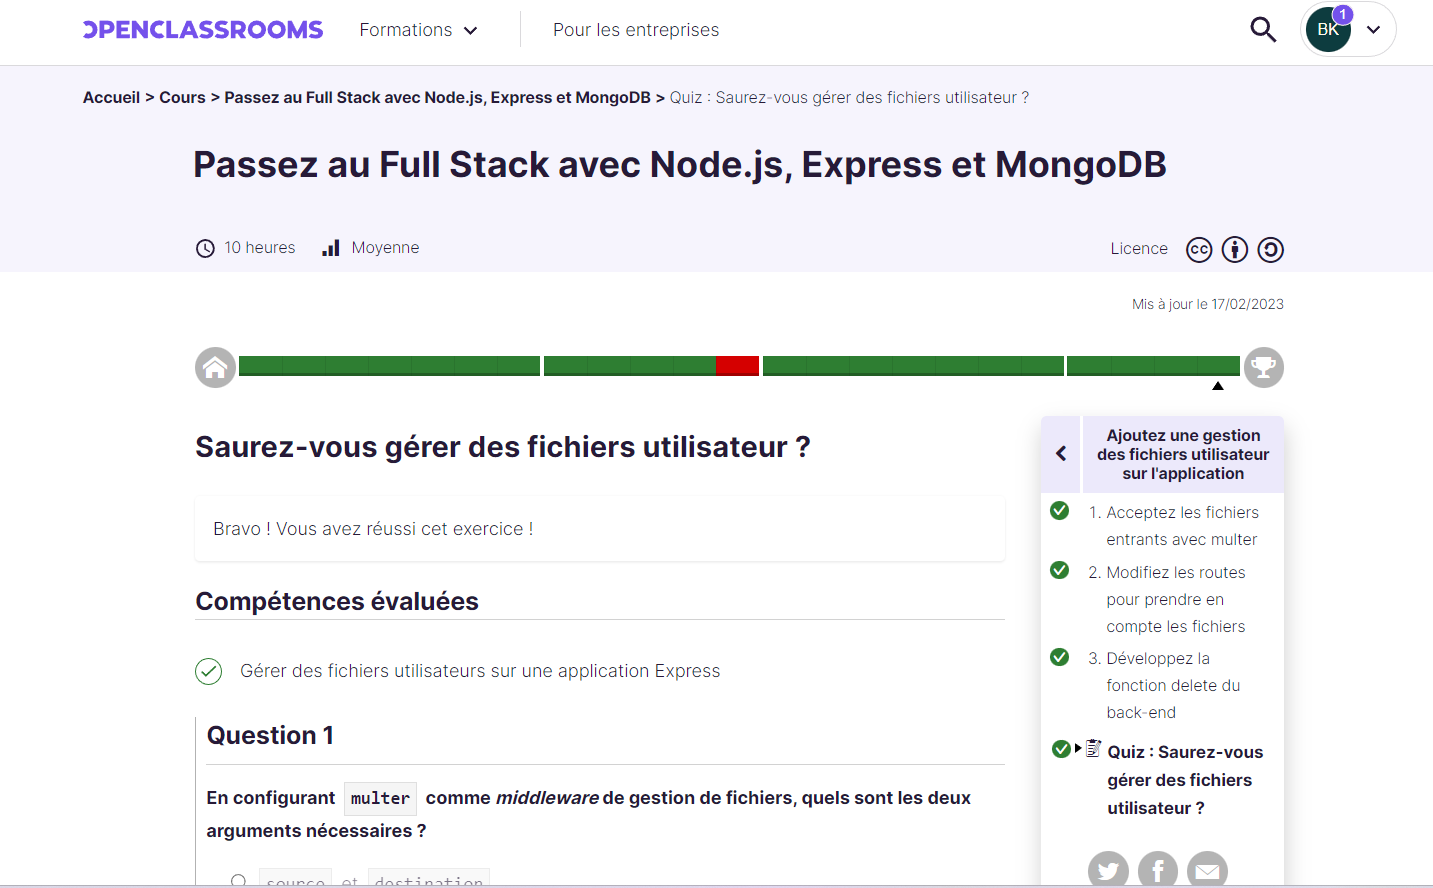 OPENCLASSROOMS Formations Pour les entreprises BK 1
Accueil > Cours > Passez au Full Stack avec Node.js, Express et MongoDB > Quiz : Saurez-vous gérer des fichiers utilisateur ?
Passez au Full Stack avec Node.js, Express et MongoDB
10 heures Moyenne Licence cc
Mis à jour le 17/02/2023
Saurez-vous gérer des fichiers utilisateur ?
Bravo ! Vous avez réussi cet exercice !
Compétences évaluées
Gérer des fichiers utilisateurs sur une application Express
Question 1
En configurant multer comme middleware de gestion de fichiers, quels sont les deux
arguments nécessaires ?
source et destination
Ajoutez une gestion
des fichiers utilisateur
sur l'application
1. Acceptez les fichiers
entrants avec multer
2. Modifiez les routes
pour prendre en
compte les fichiers
3. Développez la
fonction delete du
back-end
Quiz : Saurez-vous
gérer des fichiers
utilisateur ?